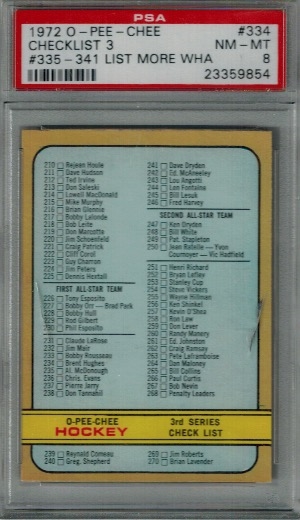 PSA
1972 O-PEE-CHEE #334
CHECKLIST 3 NM-MT
#335-341 LIST MORE WHA 8
23359854
210 Rejean Houle
211 Dave Hudson
212 Ted Irvine
213 Don Saleski
214 Lowell MacDonald
215 Mike Murphy
216 Brian Glennie
217 Bobby Lalonde
218 Bob Leite
219 Don Marcotte
220 Jim Schoenfeld
221 Craig Patrick
222 Cliff Corol
223 Guy Charron
224 Jim Peters
225 Dennis Hextall
FIRST ALL-STAR TEAM
226 Tony Esposito
227 Bobby Orr — Brad Park
228 Bobby Hull
229 Rod Gilbert
230 Phil Esposito
231 Claude LaRose
232 Jim Mair
233 Bobby Rousseau
234 Brent Hughes
235 Al. McDonough
236 Chris. Evans
237 Pierre Jarry
238 Don Tannahill
241 Dave Dryden
242 Ed. McAneeley
243 Lou Angotti
244 Len Fontaine
245 Bill Lesuk
246 Fred Harvey
SECOND ALL-STAR TEAM
247 Ken Dryden
248 Bill White
249 Pat. Stapleton
250 Jean Ratelle — Yvon
Cournoyer — Vic Hadfield
251 Henri Richard
252 Bryan Lefley
253 Stanley Cup
254 Steve Vickers
255 Wayne Hillman
256 Ken Shinkel
257 Kevin O'Shea
258 Ron Law
259 Don Lever
260 Randy Manery
261 Ed. Johnston
262 Craig Ramsay
263 Pete Laframboise
264 Don Maloney
265 Bill Collins
266 Paul Curtis
267 Bob Nevin
268 Penalty Leaders
O-PEE-CHEE
HOCKEY
3rd SERIES
CHECK LIST
239 Reynald Comeau
240 Greg. Shepherd
269 Jim Roberts
270 Brian Lavender